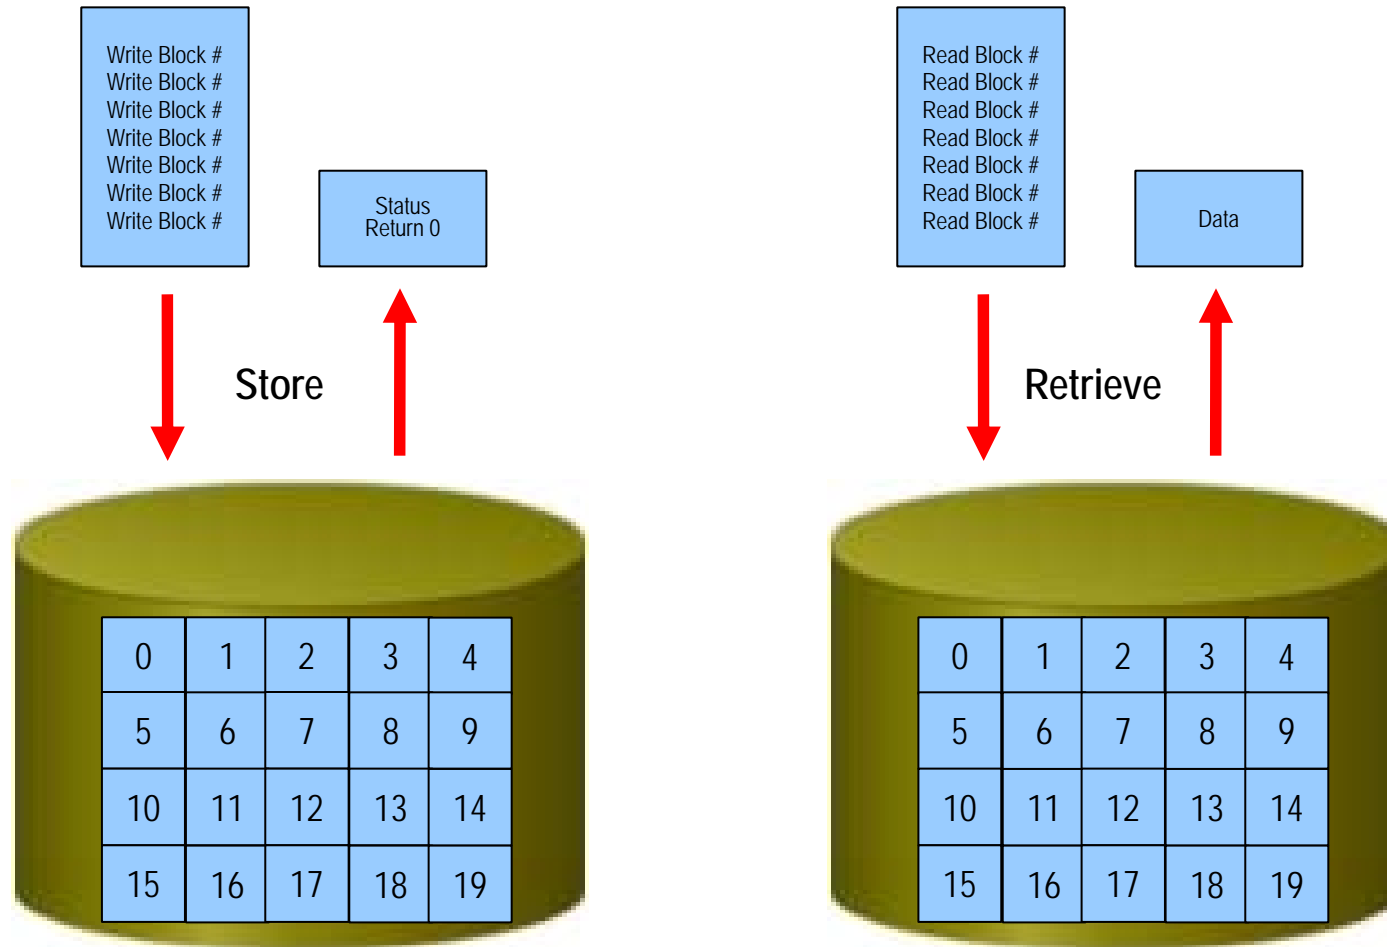 Write Block #
Write Block #
Write Block #
Write Block #
Write Block #
Write Block #
Write Block #
Status
Return 0
Store
0 1 2 3 4
5 6 7 8 9
10 11 12 13 14
15 16 17 18 19
Read Block #
Read Block #
Read Block #
Read Block #
Read Block #
Read Block #
Read Block #
Data
Retrieve
0 1 2 3 4
5 6 7 8 9
10 11 12 13 14
15 16 17 18 19